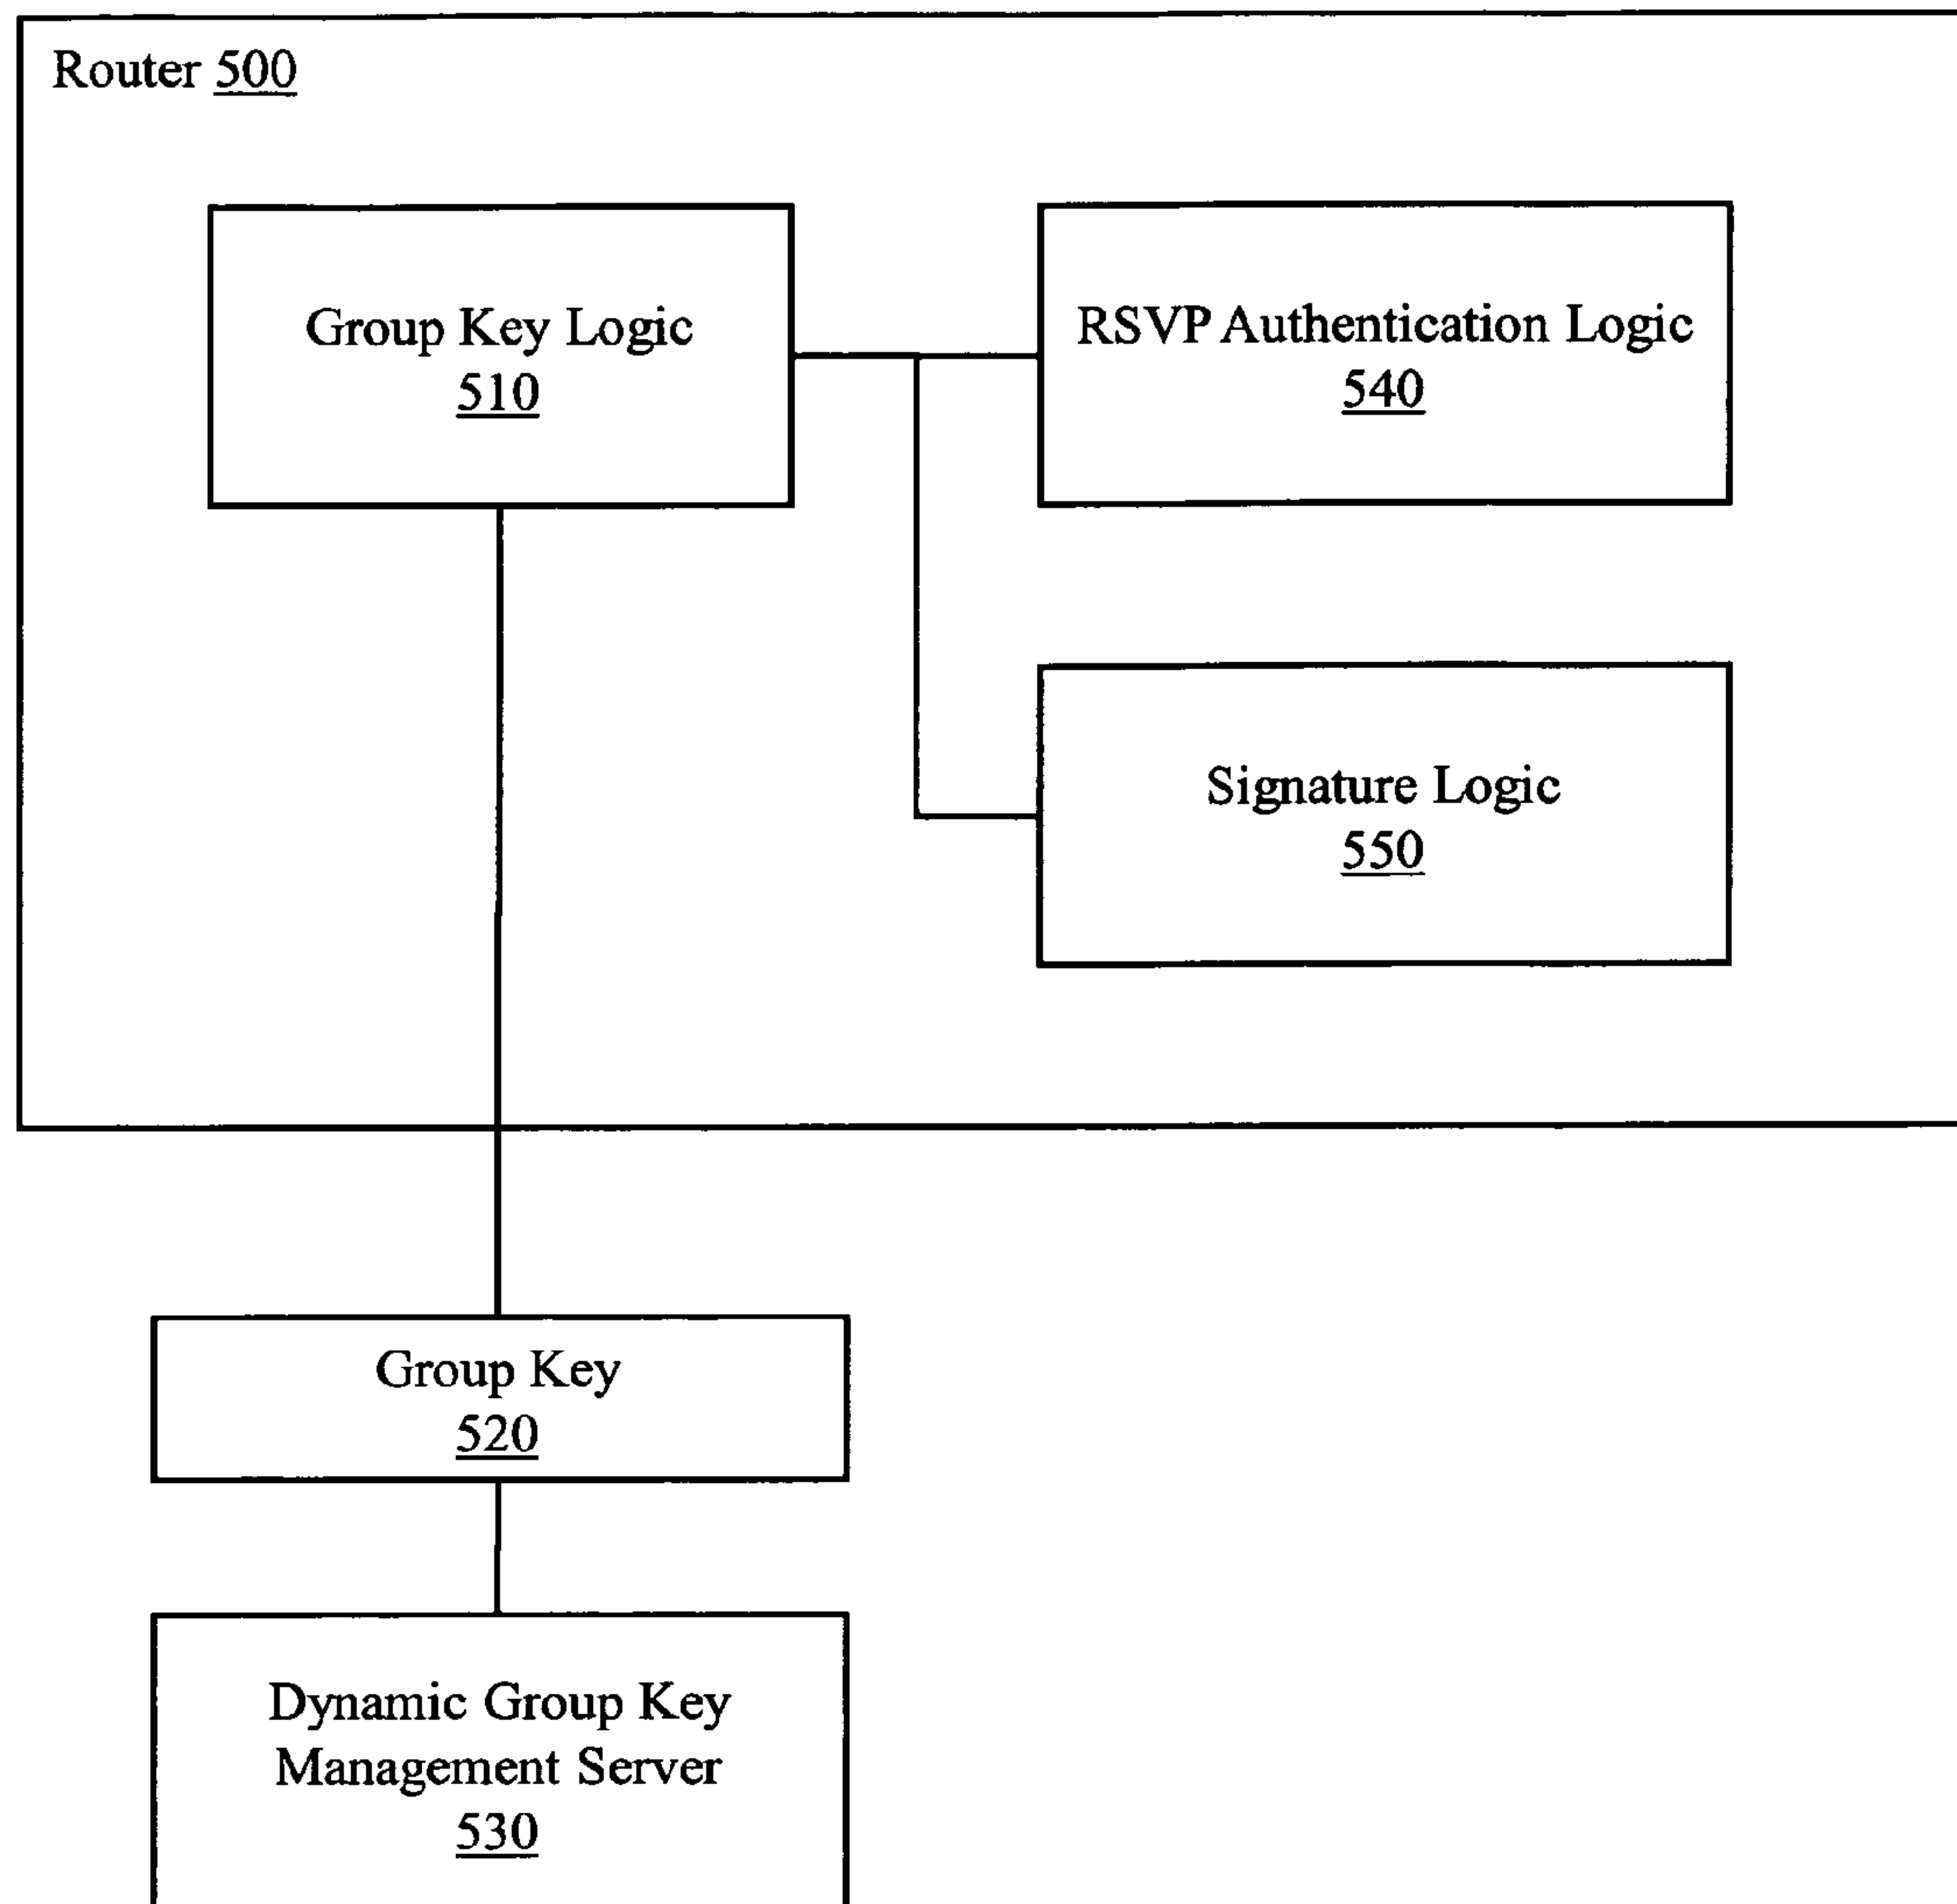 Router 500
Group Key Logic
510
RSVP Authentication Logic
540
Signature Logic
550
Group Key
520
Dynamic Group Key
Management Server
530